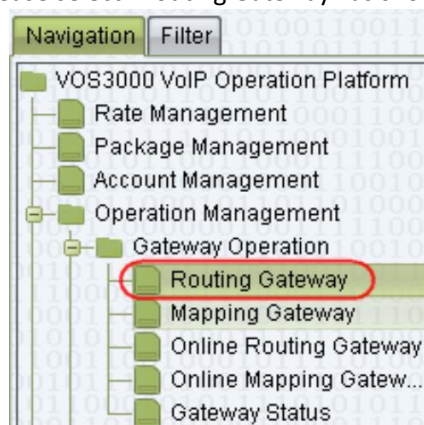 Navigation Filter
VOS3000 VoIP Operation Platform
Rate Management
Package Management
Account Management
Operation Management
Gateway Operation
Routing Gateway
Mapping Gateway
Online Routing Gateway
Online Mapping Gatew...
Gateway Status